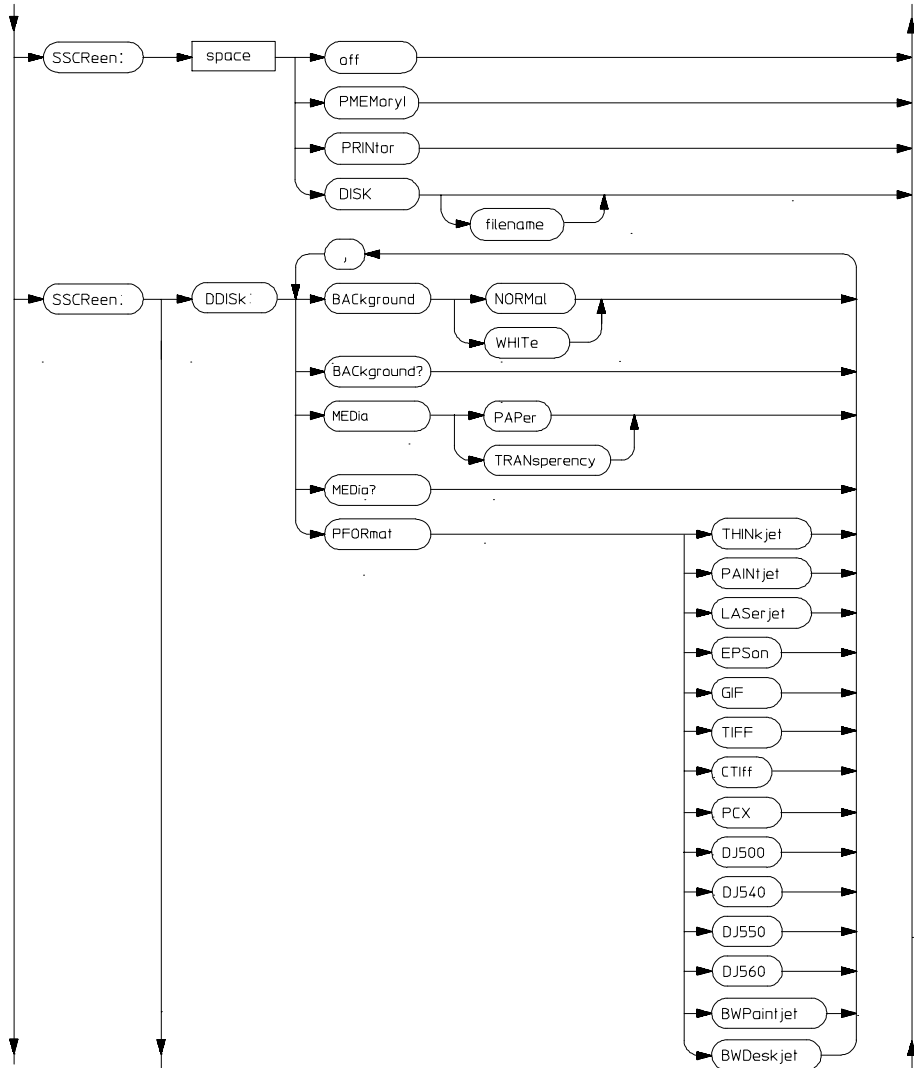 SSCReen:
space
off
PMEMoryl
PRINtor
DISK
filename
,
SSCReen:
DDISk:
BACkground
NORMal
WHITe
BACkground?
MEDia
PAPer
TRANsperency
MEDia?
PFORmat
THINkjet
PAINtjet
LASerjet
EPSon
GIF
TIFF
CTIff
PCX
DJ500
DJ540
DJ550
DJ560
BWPaintjet
BWDeskjet